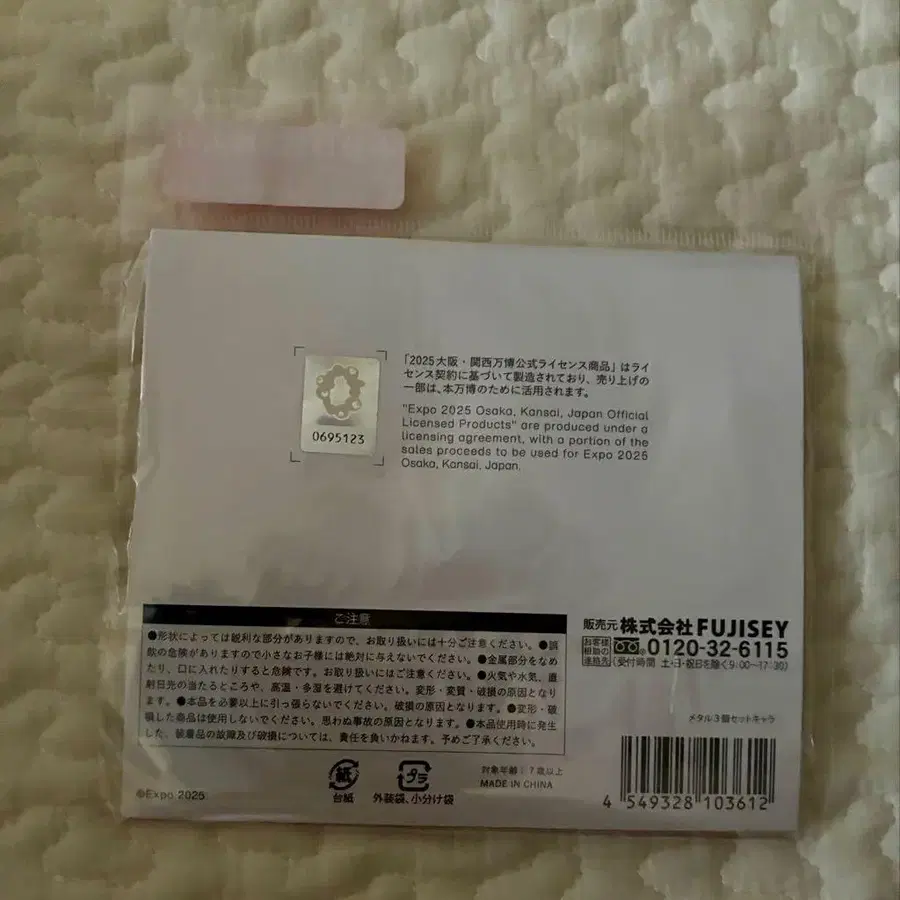 「2025大阪・関西万博公式ライセンス商品」はライ
センス契約に基づいて製造されており、売り上げの
一部は、本万博のために活用されます。
"Expo 2025 Osaka, Kansai, Japan Official
Licensed Products" are produced under a
licensing agreement, with a portion of the
sales proceeds to be used for Expo 2025
Osaka, Kansai, Japan.
0695123
ご注意
●形状によっては鋭利な部分がありますので、お取り扱いには十分ご注意ください。●誤
飲の危険がありますので小さなお子様には絶対に与えないでください。●金属部分をなめ
たり、口に入れたりすると危険です。お取り扱いにはご注意ください。●火気や水気、直
射日光の当たるところや、高温・多湿を避けてください。変形・変質・破損の原因となり
ます。●本品を必要以上に引っ張らないでください。破損の原因となります。●変形・破
損した商品は使用しないでください。思わぬ事故の原因となります。●本品使用時に発生
した、装着品の故障及び破損については、責任を負いかねます。予めご了承ください。
販売元 株式会社FUJISEY
お客様相談の連絡先 0120-32-6115
(受付時間 土・日・祝日を除く9:00〜17:30)
メタル3個セットキャラ
©Expo 2025
紙
台紙
プラ
外装袋、小分け袋
対象年齢:7歳以上
MADE IN CHINA
4 549328 103612